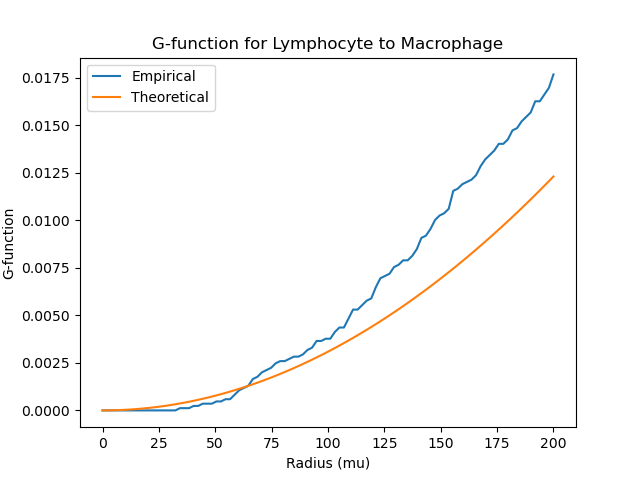 G-function for Lymphocyte to Macrophage
Empirical
Theoretical
0.0175
0.0150
0.0125
0.0100
0.0075
0.0050
0.0025
0.0000
G-function
0 25 50 75 100 125 150 175 200
Radius (mu)